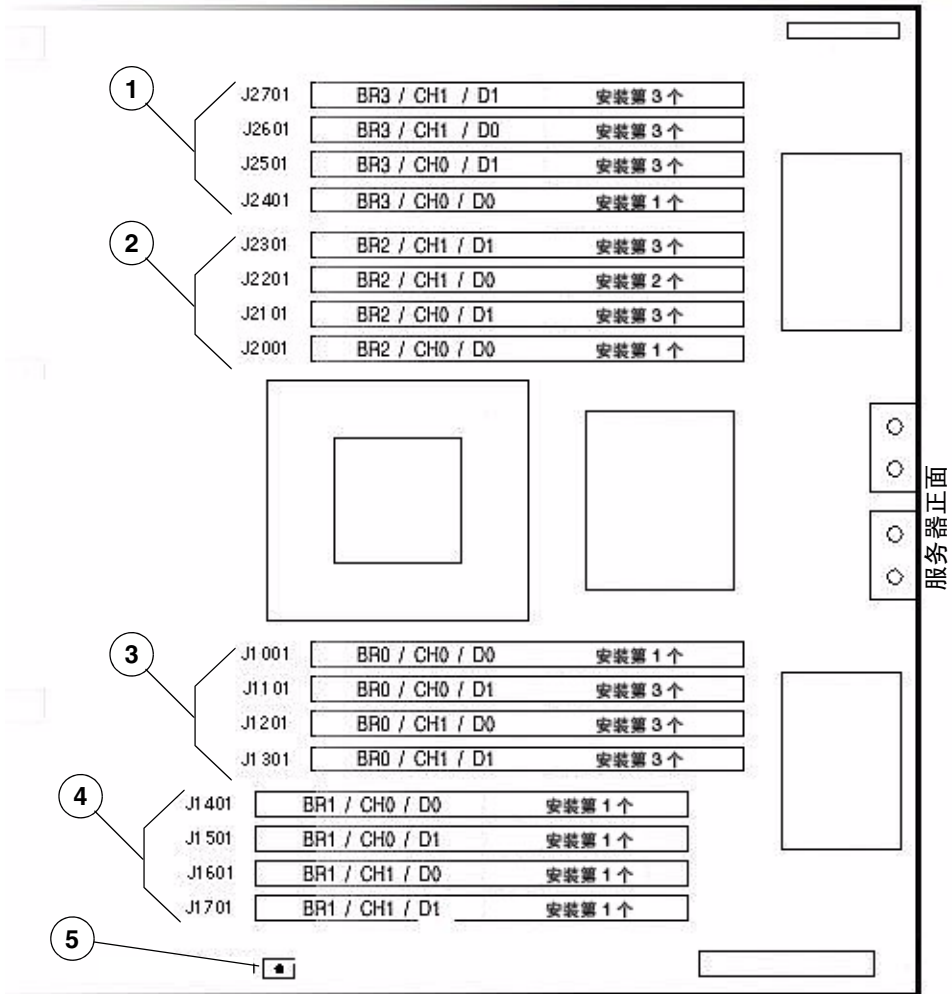 1
J2701 BR3 / CH1 / D1 安装第 3 个
J2601 BR3 / CH1 / D0 安装第 3 个
J2501 BR3 / CH0 / D1 安装第 3 个
J2401 BR3 / CH0 / D0 安装第 1 个
2
J2301 BR2 / CH1 / D1 安装第 3 个
J2201 BR2 / CH1 / D0 安装第 2 个
J2101 BR2 / CH0 / D1 安装第 3 个
J2001 BR2 / CH0 / D0 安装第 1 个
服务器正面
3
J1001 BR0 / CH0 / D0 安装第 1 个
J1101 BR0 / CH0 / D1 安装第 3 个
J1201 BR0 / CH1 / D0 安装第 3 个
J1301 BR0 / CH1 / D1 安装第 3 个
4
J1401 BR1 / CH0 / D0 安装第 1 个
J1501 BR1 / CH0 / D1 安装第 1 个
J1601 BR1 / CH1 / D0 安装第 1 个
J1701 BR1 / CH1 / D1 安装第 1 个
5